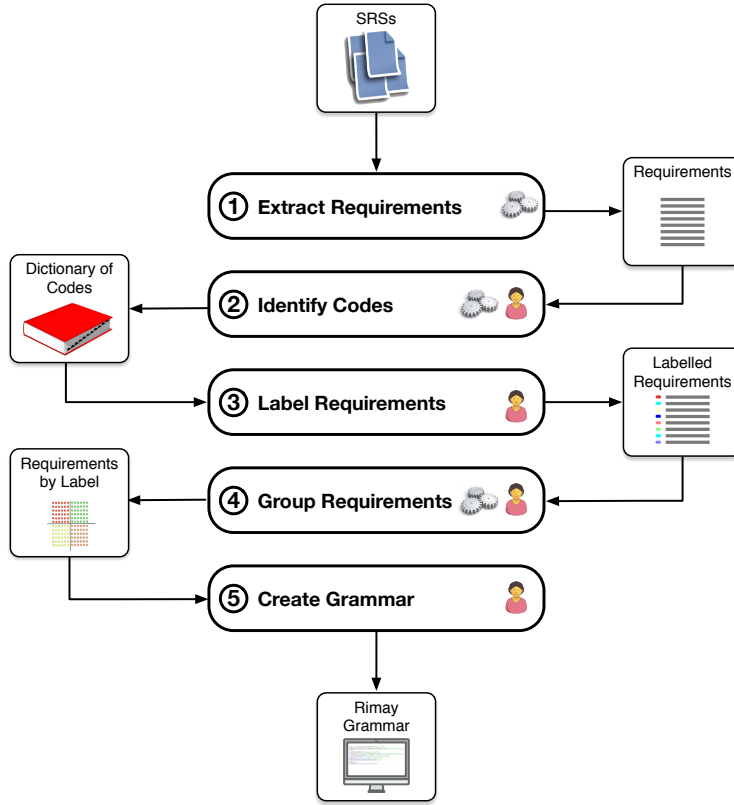 SRSs
1 Extract Requirements
Requirements
Dictionary of
Codes
2 Identify Codes
3 Label Requirements
Labelled
Requirements
Requirements
by Label
4 Group Requirements
5 Create Grammar
Rimay
Grammar